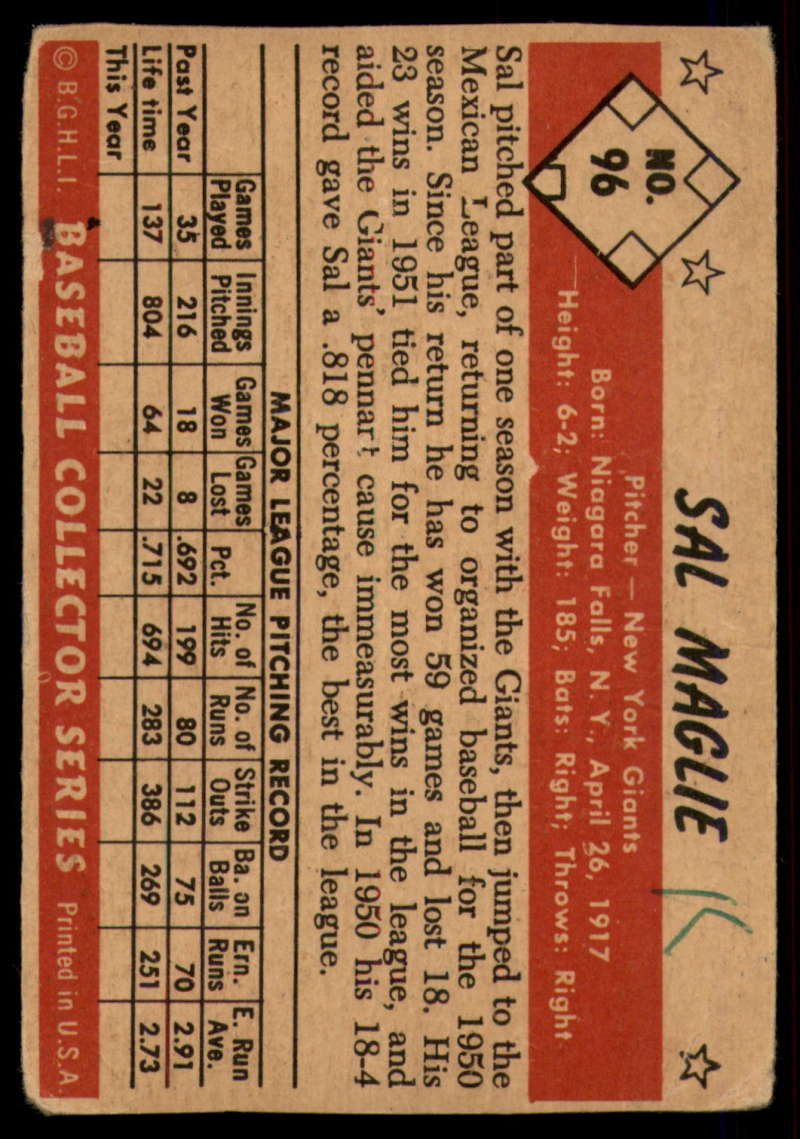 NO.
96
SAL MAGLIE
Pitcher — New York Giants
Born: Niagara Falls, N. Y., April 26, 1917
Height: 6-2; Weight: 185; Bats: Right; Throws: Right
Sal pitched part of one season with the Giants, then jumped to the
Mexican League, returning to organized baseball for the 1950
season. Since his return he has won 59 games and lost 18. His
23 wins in 1951 tied him for the most wins in the league, and
aided the Giants' pennant cause immeasurably. In 1950 his 18-4
record gave Sal a .818 percentage, the best in the league.
MAJOR LEAGUE PITCHING RECORD
Games Innings Games Games No. of No. of Strike Ba. on Ern. E. Run
Played Pitched Won Lost Pct. Hits Runs Outs Balls Runs Ave.
Past Year 35 216 18 8 .692 199 80 112 75 70 2.91
Life time 137 804 64 22 .715 694 283 386 269 251 2.73
This Year
© B.G.H.L.I. BASEBALL COLLECTOR SERIES Printed in U.S.A.